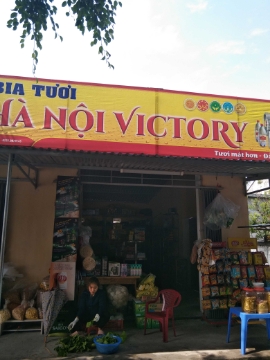 BIA TƯƠI
HÀ NỘI VICTORY
Tươi mát hơn